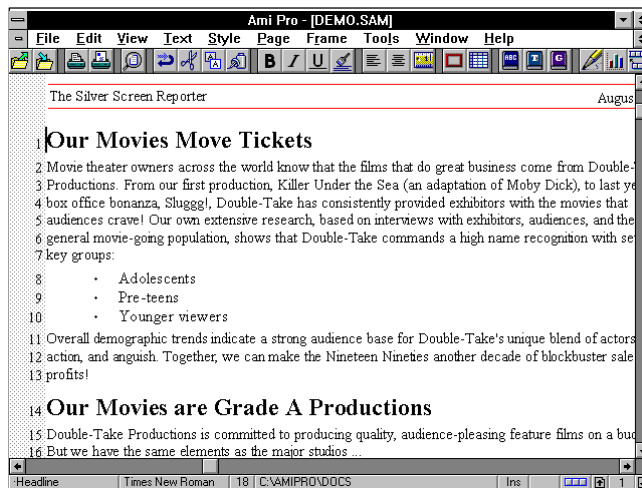 Ami Pro - [DEMO.SAM]
File Edit View Text Style Page Frame Tools Window Help
B I U ABC T G
The Silver Screen Reporter Augus
1 Our Movies Move Tickets
2 Movie theater owners across the world know that the films that do great business come from Double-T
3 Productions. From our first production, Killer Under the Sea (an adaptation of Moby Dick), to last ye
4 box office bonanza, Sluggg!, Double-Take has consistently provided exhibitors with the movies that
5 audiences crave! Our own extensive research, based on interviews with exhibitors, audiences, and the
6 general movie-going population, shows that Double-Take commands a high name recognition with se
7 key groups:
8 · Adolescents
9 · Pre-teens
10 · Younger viewers
11 Overall demographic trends indicate a strong audience base for Double-Take's unique blend of actors
12 action, and anguish. Together, we can make the Nineteen Nineties another decade of blockbuster sale
13 profits!
14 Our Movies are Grade A Productions
15 Double-Take Productions is committed to producing quality, audience-pleasing feature films on a bud
16 But we have the same elements as the major studios ...
Headline Times New Roman 18 C:\AMIPRO\DOCS Ins 1